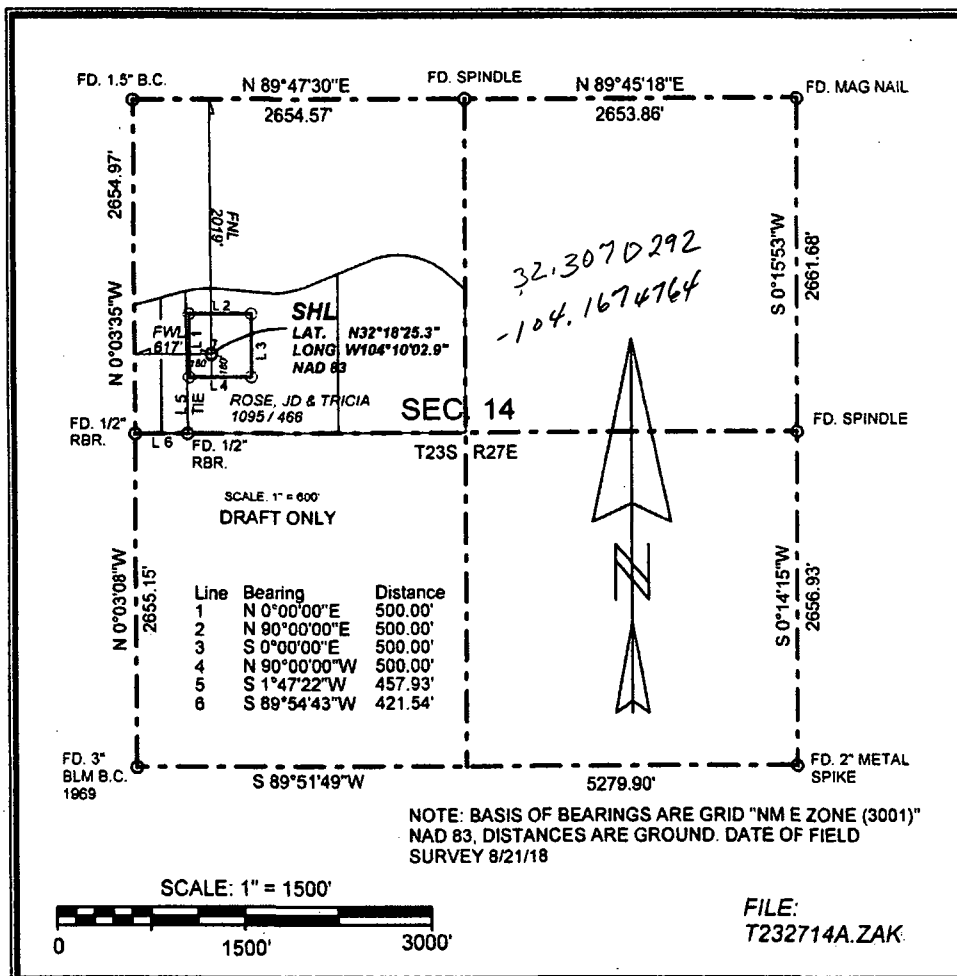 FD. 1.5" B.C.
N 89°47'30"E
FD. SPINDLE
N 89°45'18"E
FD. MAG NAIL
2654.57'
2653.86'
2654.97'
N 0°03'35"W
FNL
2019'
S 0°15'53"W
2661.68'
32.3070292
-104.1674764
L 2
SHL
LAT. N32°18'25.3"
LONG W104°10'02.9"
NAD 83
FWL
617'
L 1
L 3
180'
L 4
L 5
TIE
ROSE, JD & TRICIA
1095 / 466
SEC. 14
FD. 1/2"
RBR.
L 6
FD. 1/2"
RBR.
T23S R27E
FD. SPINDLE
SCALE. 1" = 600'
DRAFT ONLY
N 0°03'08"W
2655.15'
Line Bearing Distance
1 N 0°00'00"E 500.00'
2 N 90°00'00"E 500.00'
3 S 0°00'00"E 500.00'
4 N 90°00'00"W 500.00'
5 S 1°47'22"W 457.93'
6 S 89°54'43"W 421.54'
N
S 0°14'15"W
2656.93'
FD. 3"
BLM B.C.
1969
S 89°51'49"W
5279.90'
FD. 2" METAL
SPIKE
NOTE: BASIS OF BEARINGS ARE GRID "NM E ZONE (3001)"
NAD 83, DISTANCES ARE GROUND. DATE OF FIELD
SURVEY 8/21/18
SCALE: 1" = 1500'
0 1500' 3000'
FILE:
T232714A.ZAK